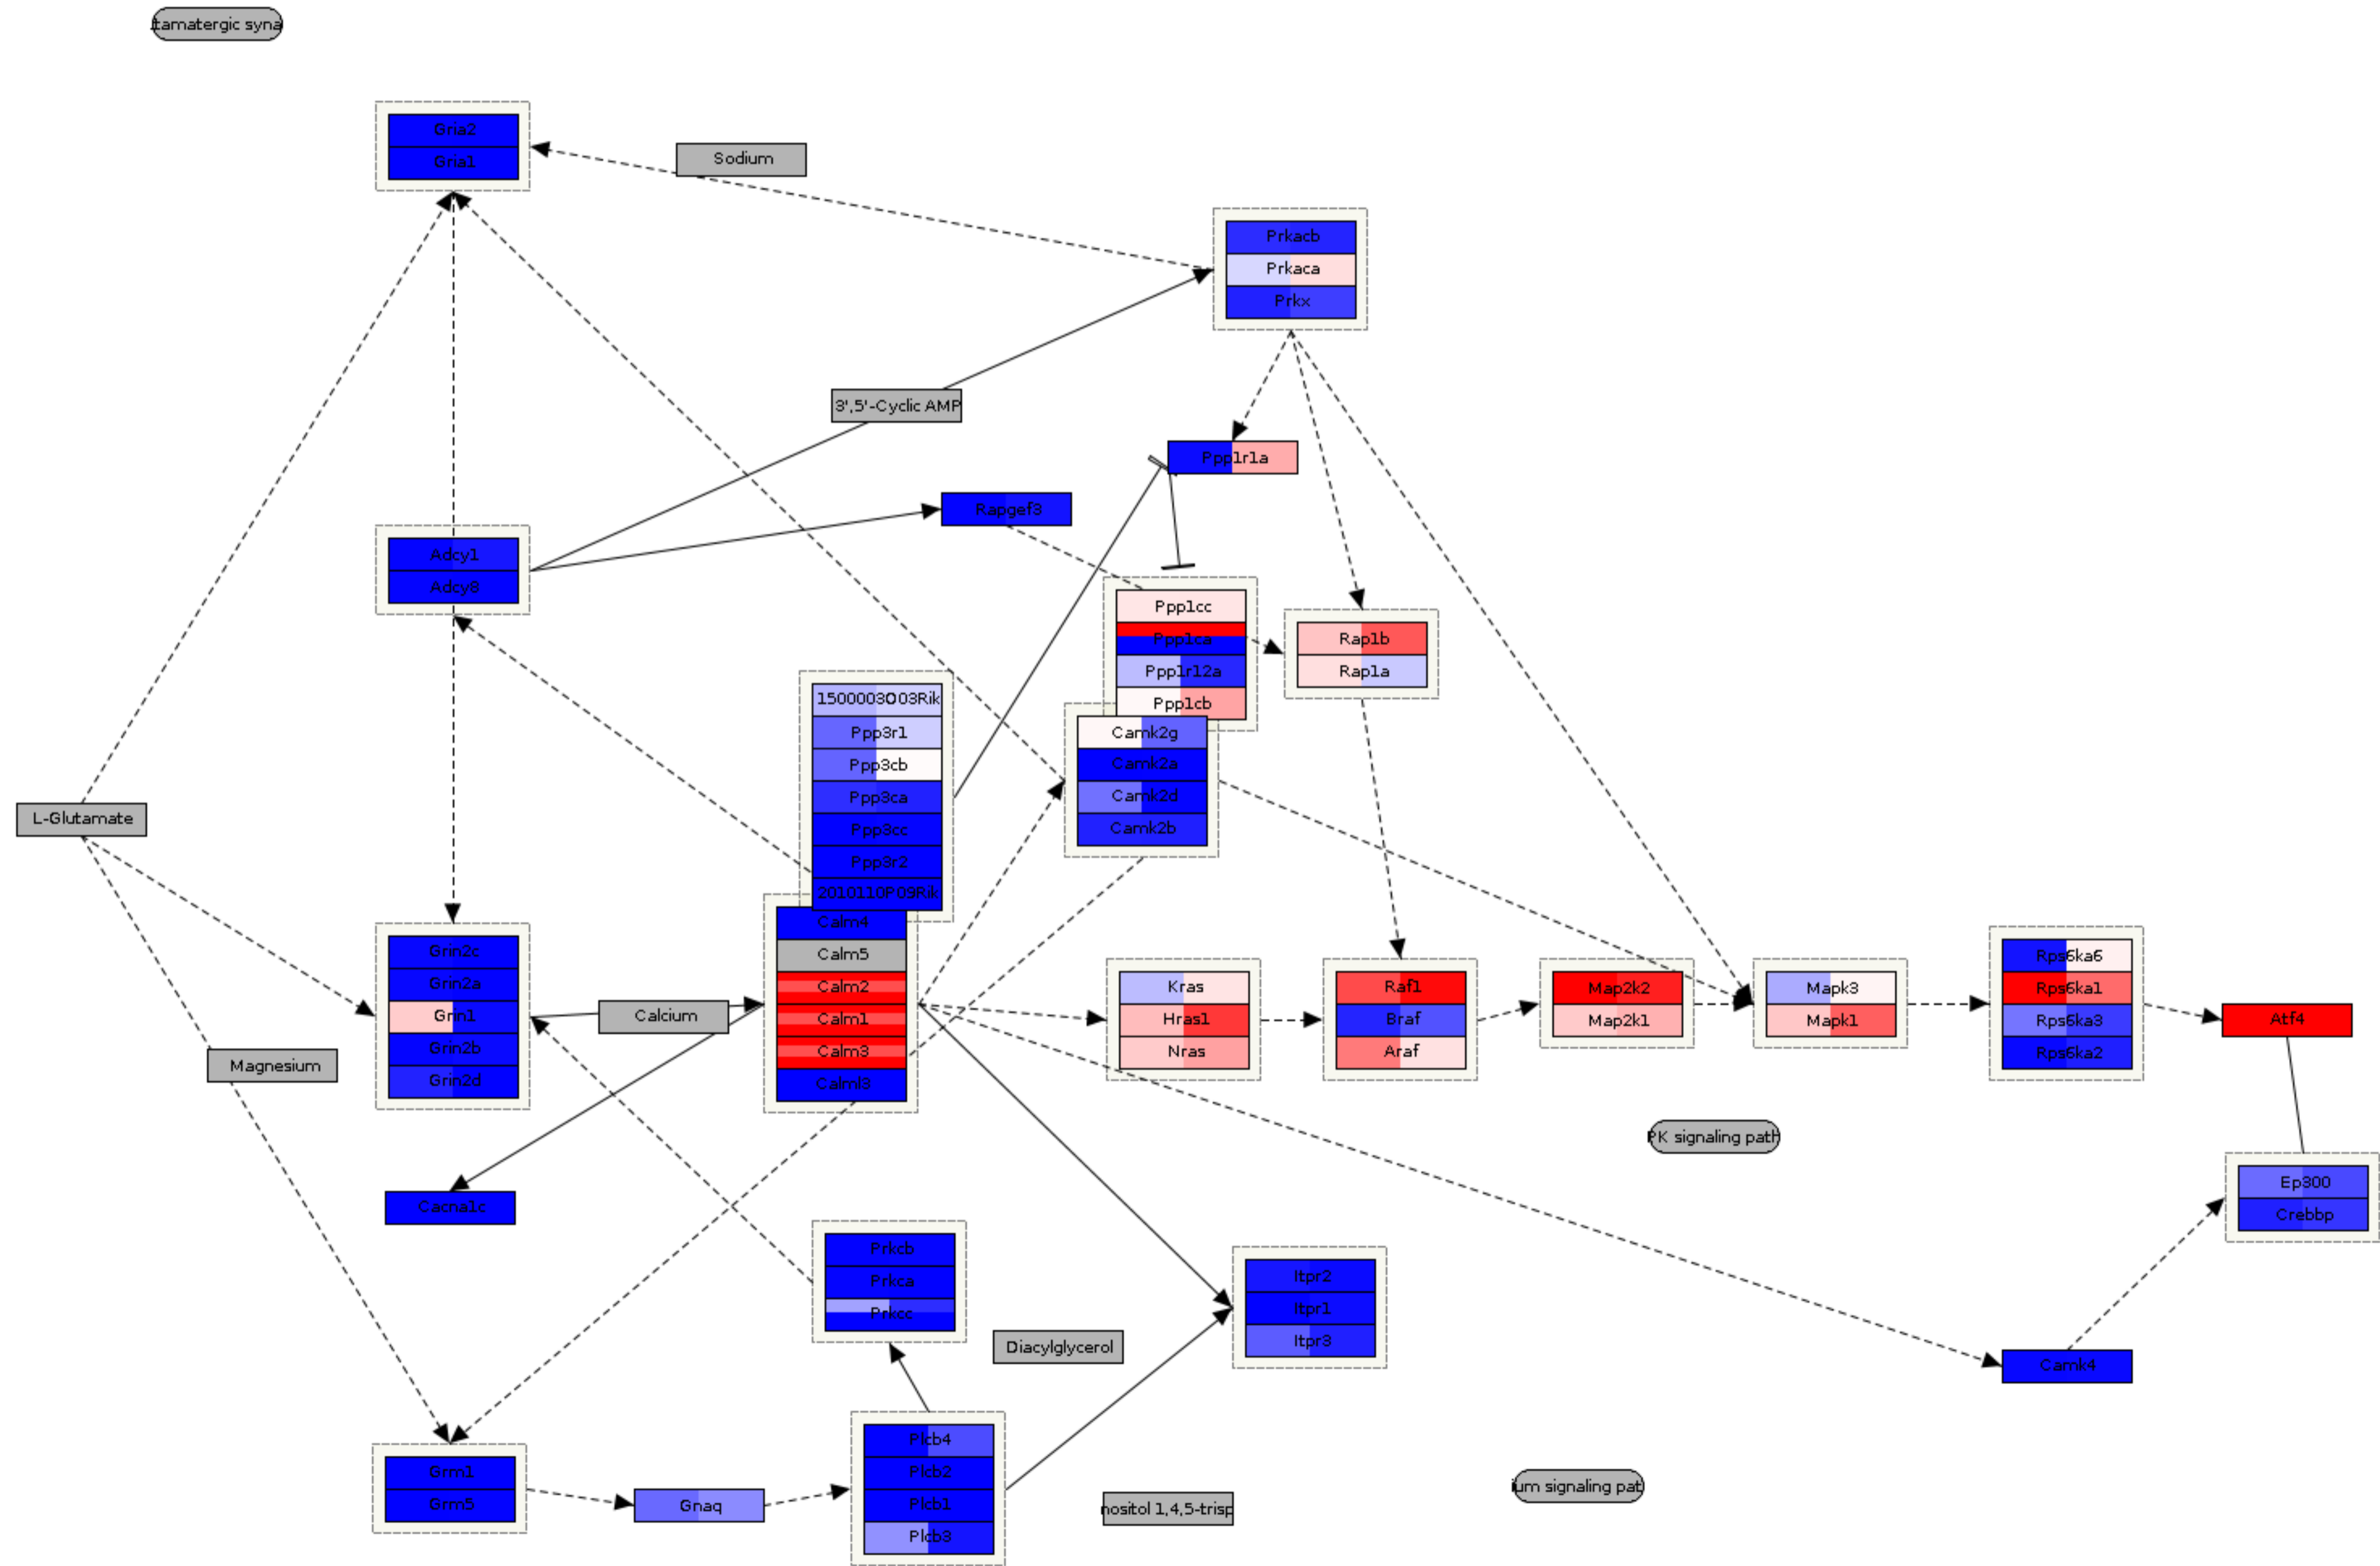 tamatergic syna
Gria2
Gria1
Sodium
Prkacb
Prkaca
Prkx
3',5'-Cyclic AMP
Ppp1r1a
Rapgef3
Adcy1
Adcy8
Ppp1cc
Ppp1ca
Ppp1r12a
Ppp1cb
Rap1b
Rap1a
1500003O03Rik
Ppp3r1
Ppp3cb
Ppp3ca
Ppp3cc
Ppp3r2
2010110P09Rik
Camk2g
Camk2a
Camk2d
Camk2b
L-Glutamate
Grin2c
Grin2a
Grin1
Grin2b
Grin2d
Calcium
Calm4
Calm5
Calm2
Calm1
Calm3
Calml3
Kras
Hras1
Nras
Raf1
Braf
Araf
Map2k2
Map2k1
Mapk3
Mapk1
Rps6ka6
Rps6ka1
Rps6ka3
Rps6ka2
Atf4
Magnesium
PK signaling path
Ep300
Crebbp
Cacna1c
Prkcb
Prkca
Prkcc
Itpr2
Itpr1
Itpr3
Diacylglycerol
Camk4
Plcb4
Plcb2
Plcb1
Plcb3
Grm1
Grm5
Gnaq
nositol 1,4,5-trisp
ium signaling pat